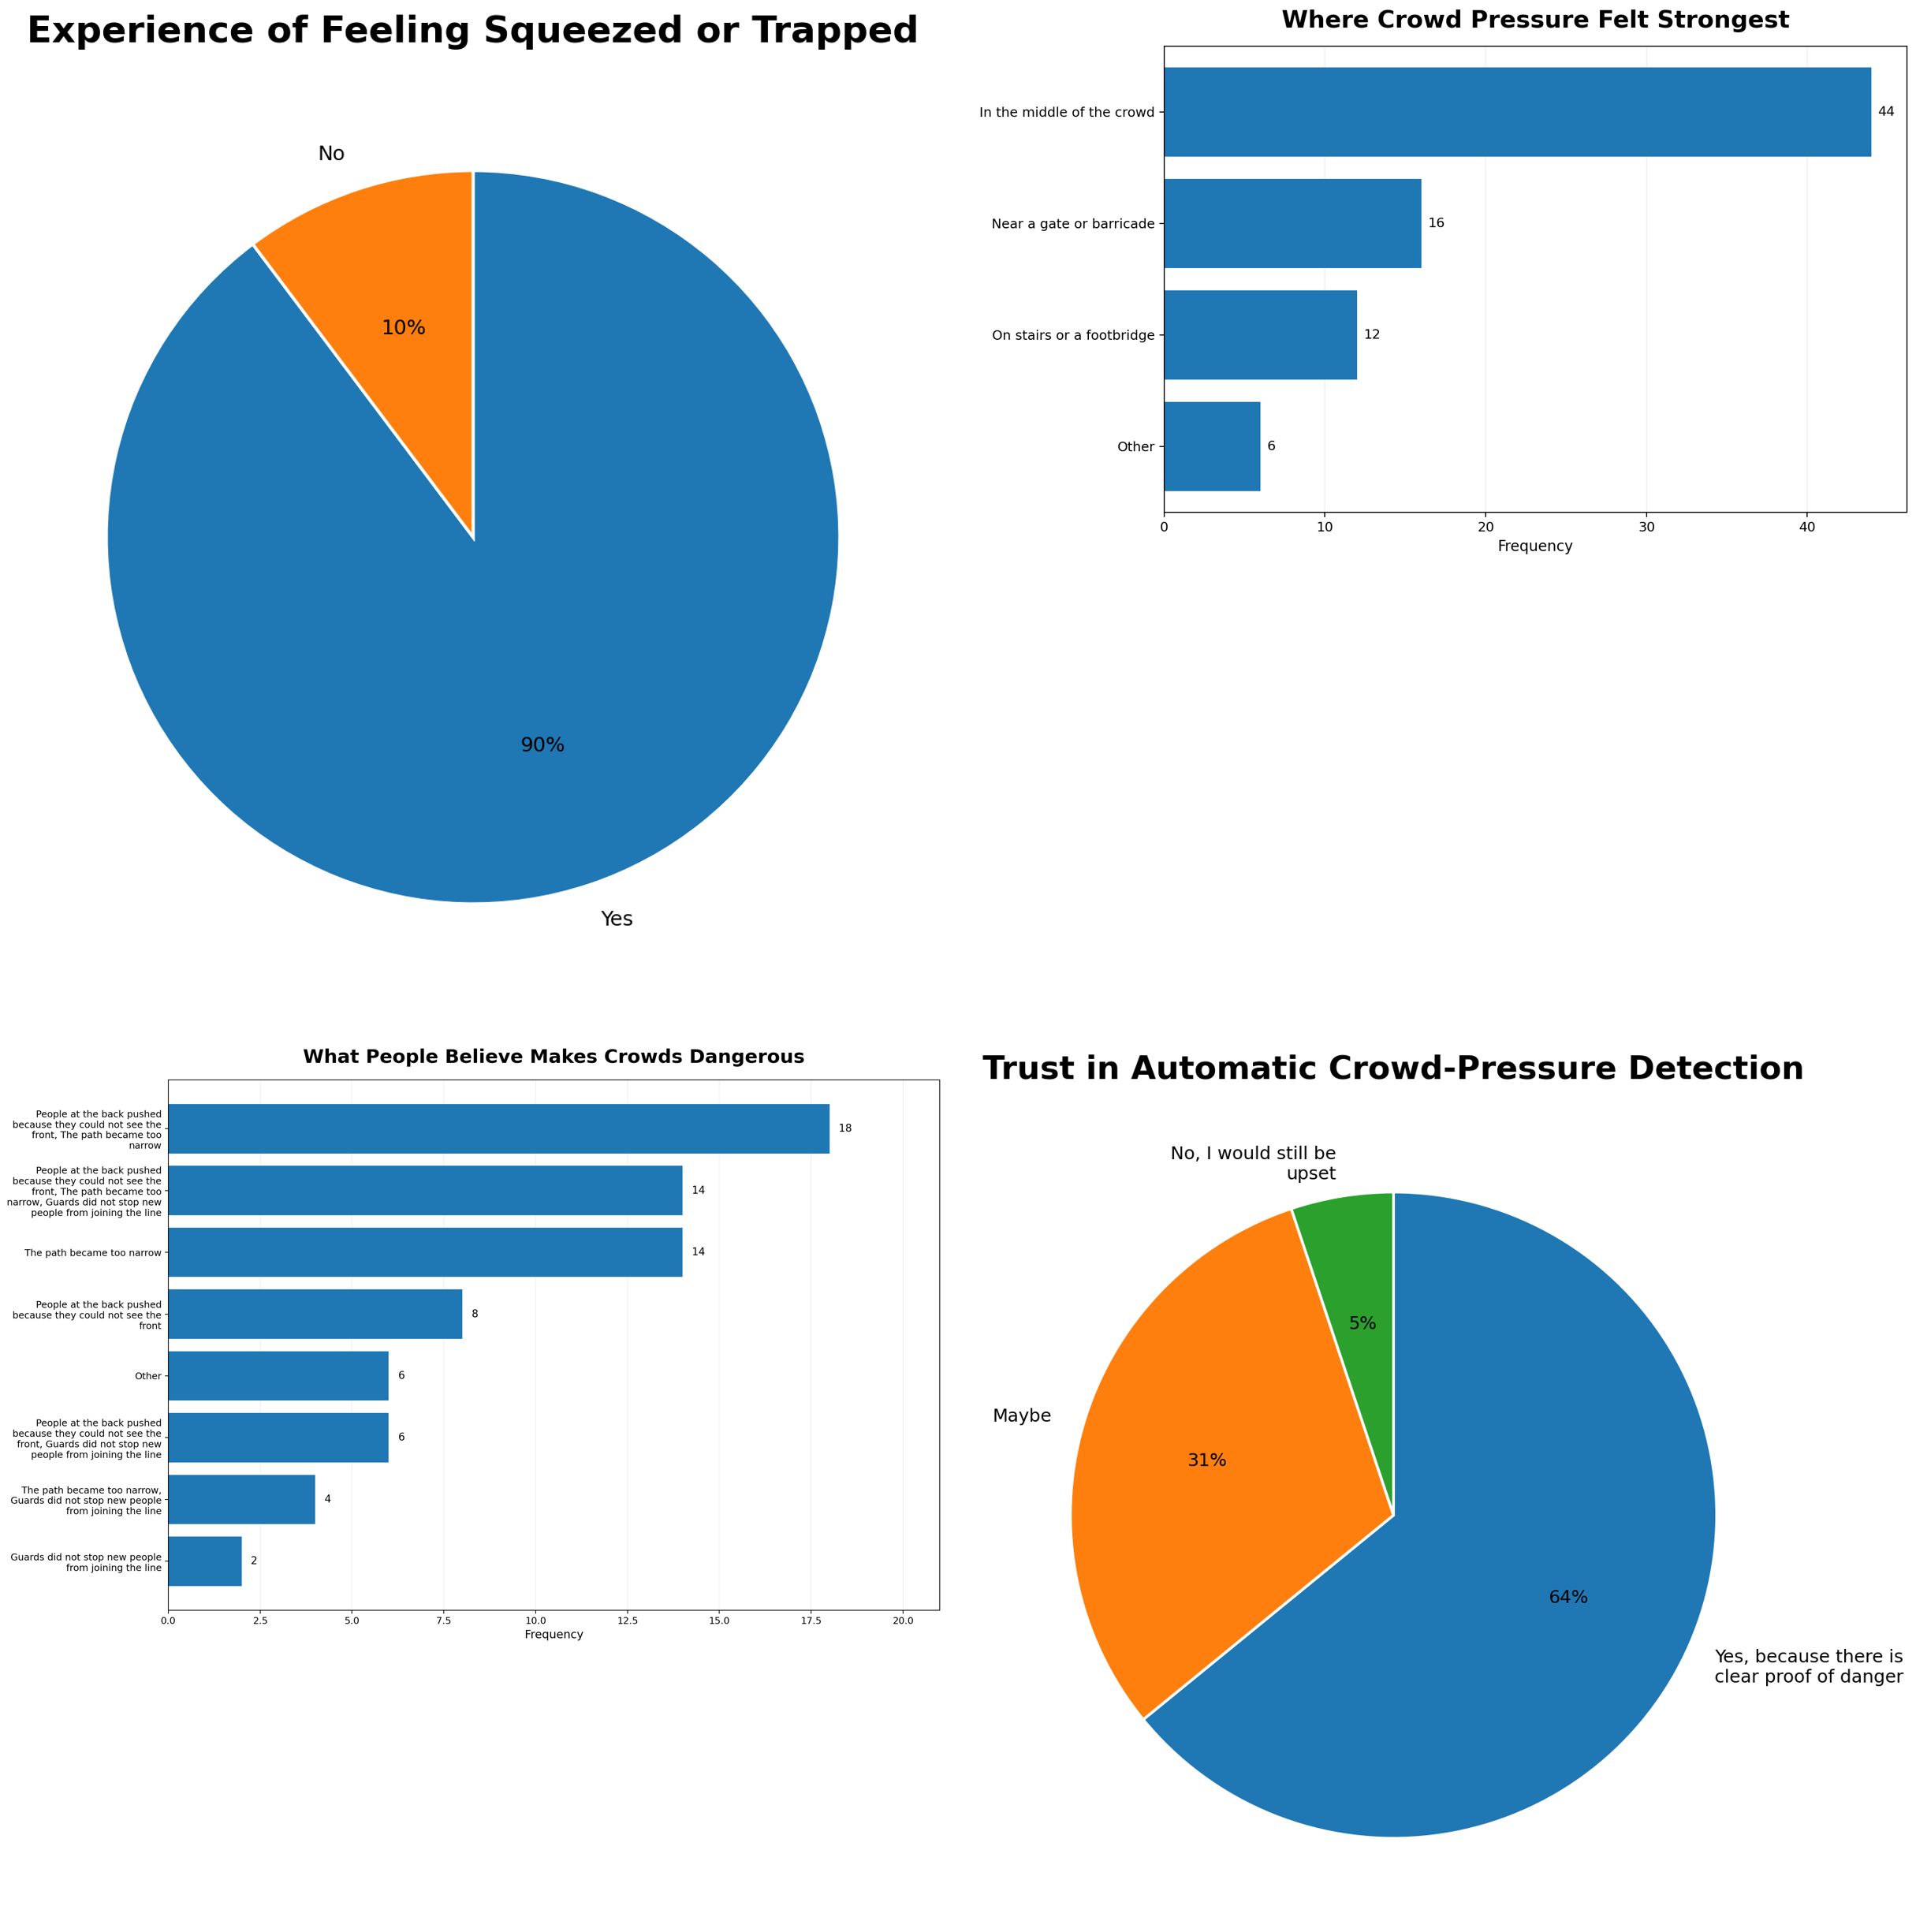 Experience of Feeling Squeezed or Trapped
No
10%
90%
Yes
Where Crowd Pressure Felt Strongest
In the middle of the crowd
44
Near a gate or barricade
16
On stairs or a footbridge
12
Other
6
0 10 20 30 40
Frequency
What People Believe Makes Crowds Dangerous
People at the back pushed
because they could not see the
front, The path became too
narrow
18
People at the back pushed
because they could not see the
front, The path became too
narrow, Guards did not stop new
people from joining the line
14
The path became too narrow
14
People at the back pushed
because they could not see the
front
8
Other
6
People at the back pushed
because they could not see the
front, Guards did not stop new
people from joining the line
6
The path became too narrow,
Guards did not stop new people
from joining the line
4
Guards did not stop new people
from joining the line
2
0.0 2.5 5.0 7.5 10.0 12.5 15.0 17.5 20.0
Frequency
Trust in Automatic Crowd-Pressure Detection
No, I would still be
upset
5%
Maybe
31%
64%
Yes, because there is
clear proof of danger